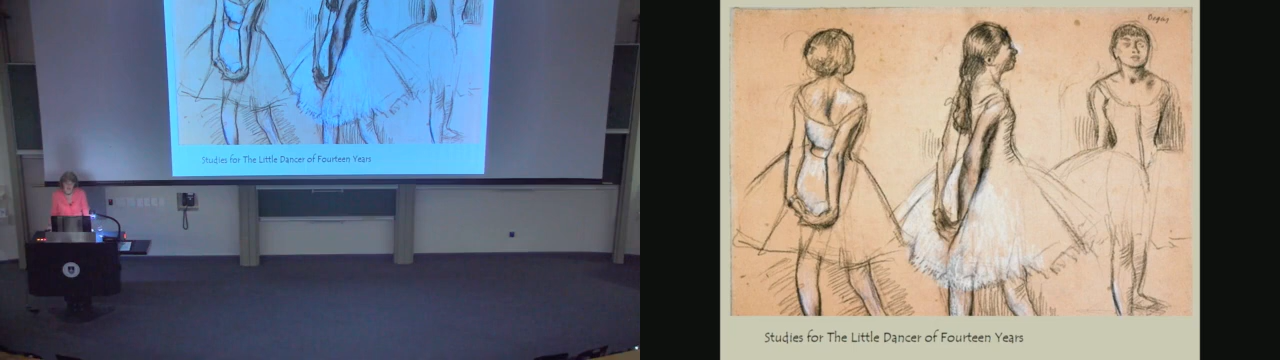 Studies for The Little Dancer of Fourteen Years
Degas
Studies for The Little Dancer of Fourteen Years